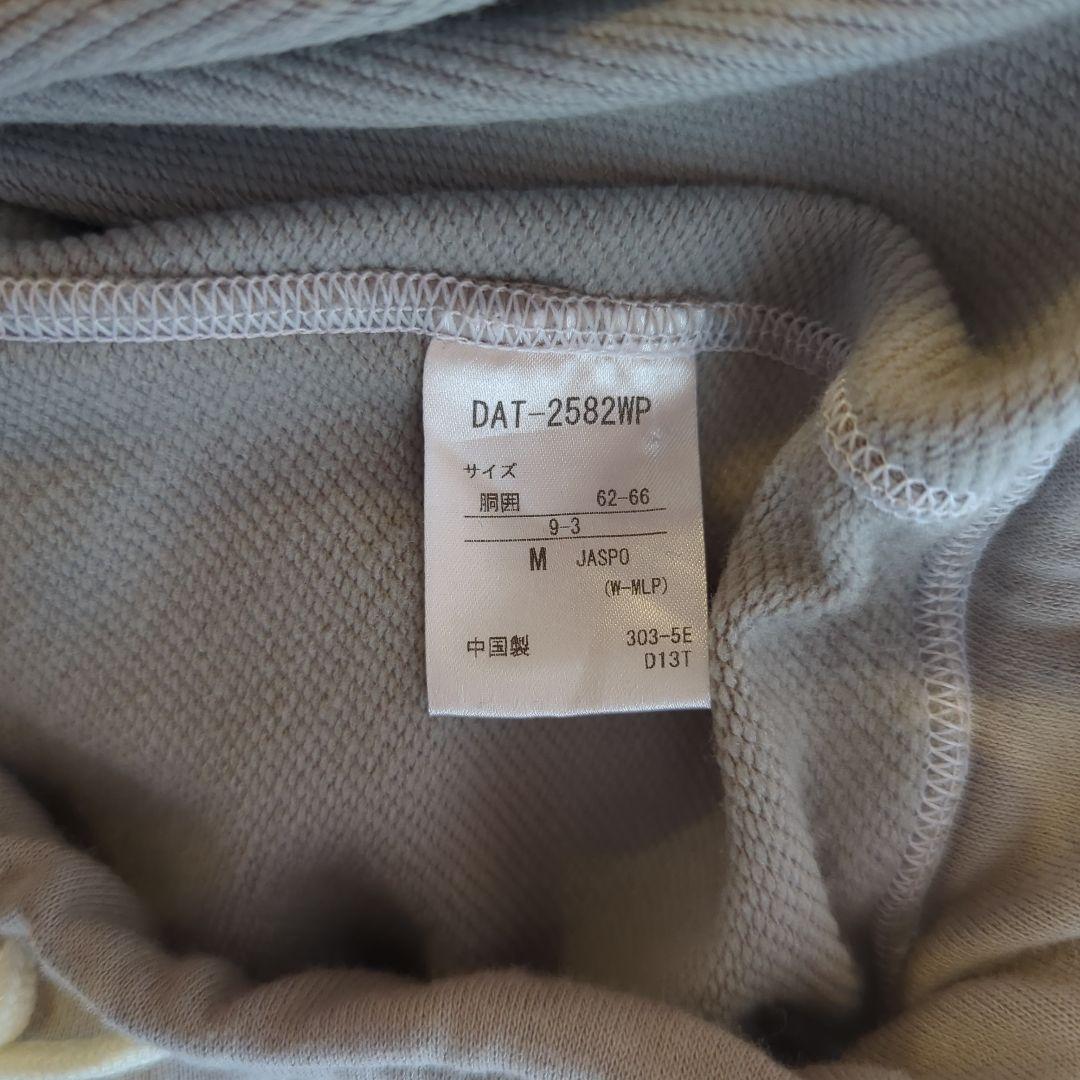 DAT-2582WP
サイズ
胴囲 62-66
9-3
M JASPO
(W-MLP)
中国製 303-5E
D13T